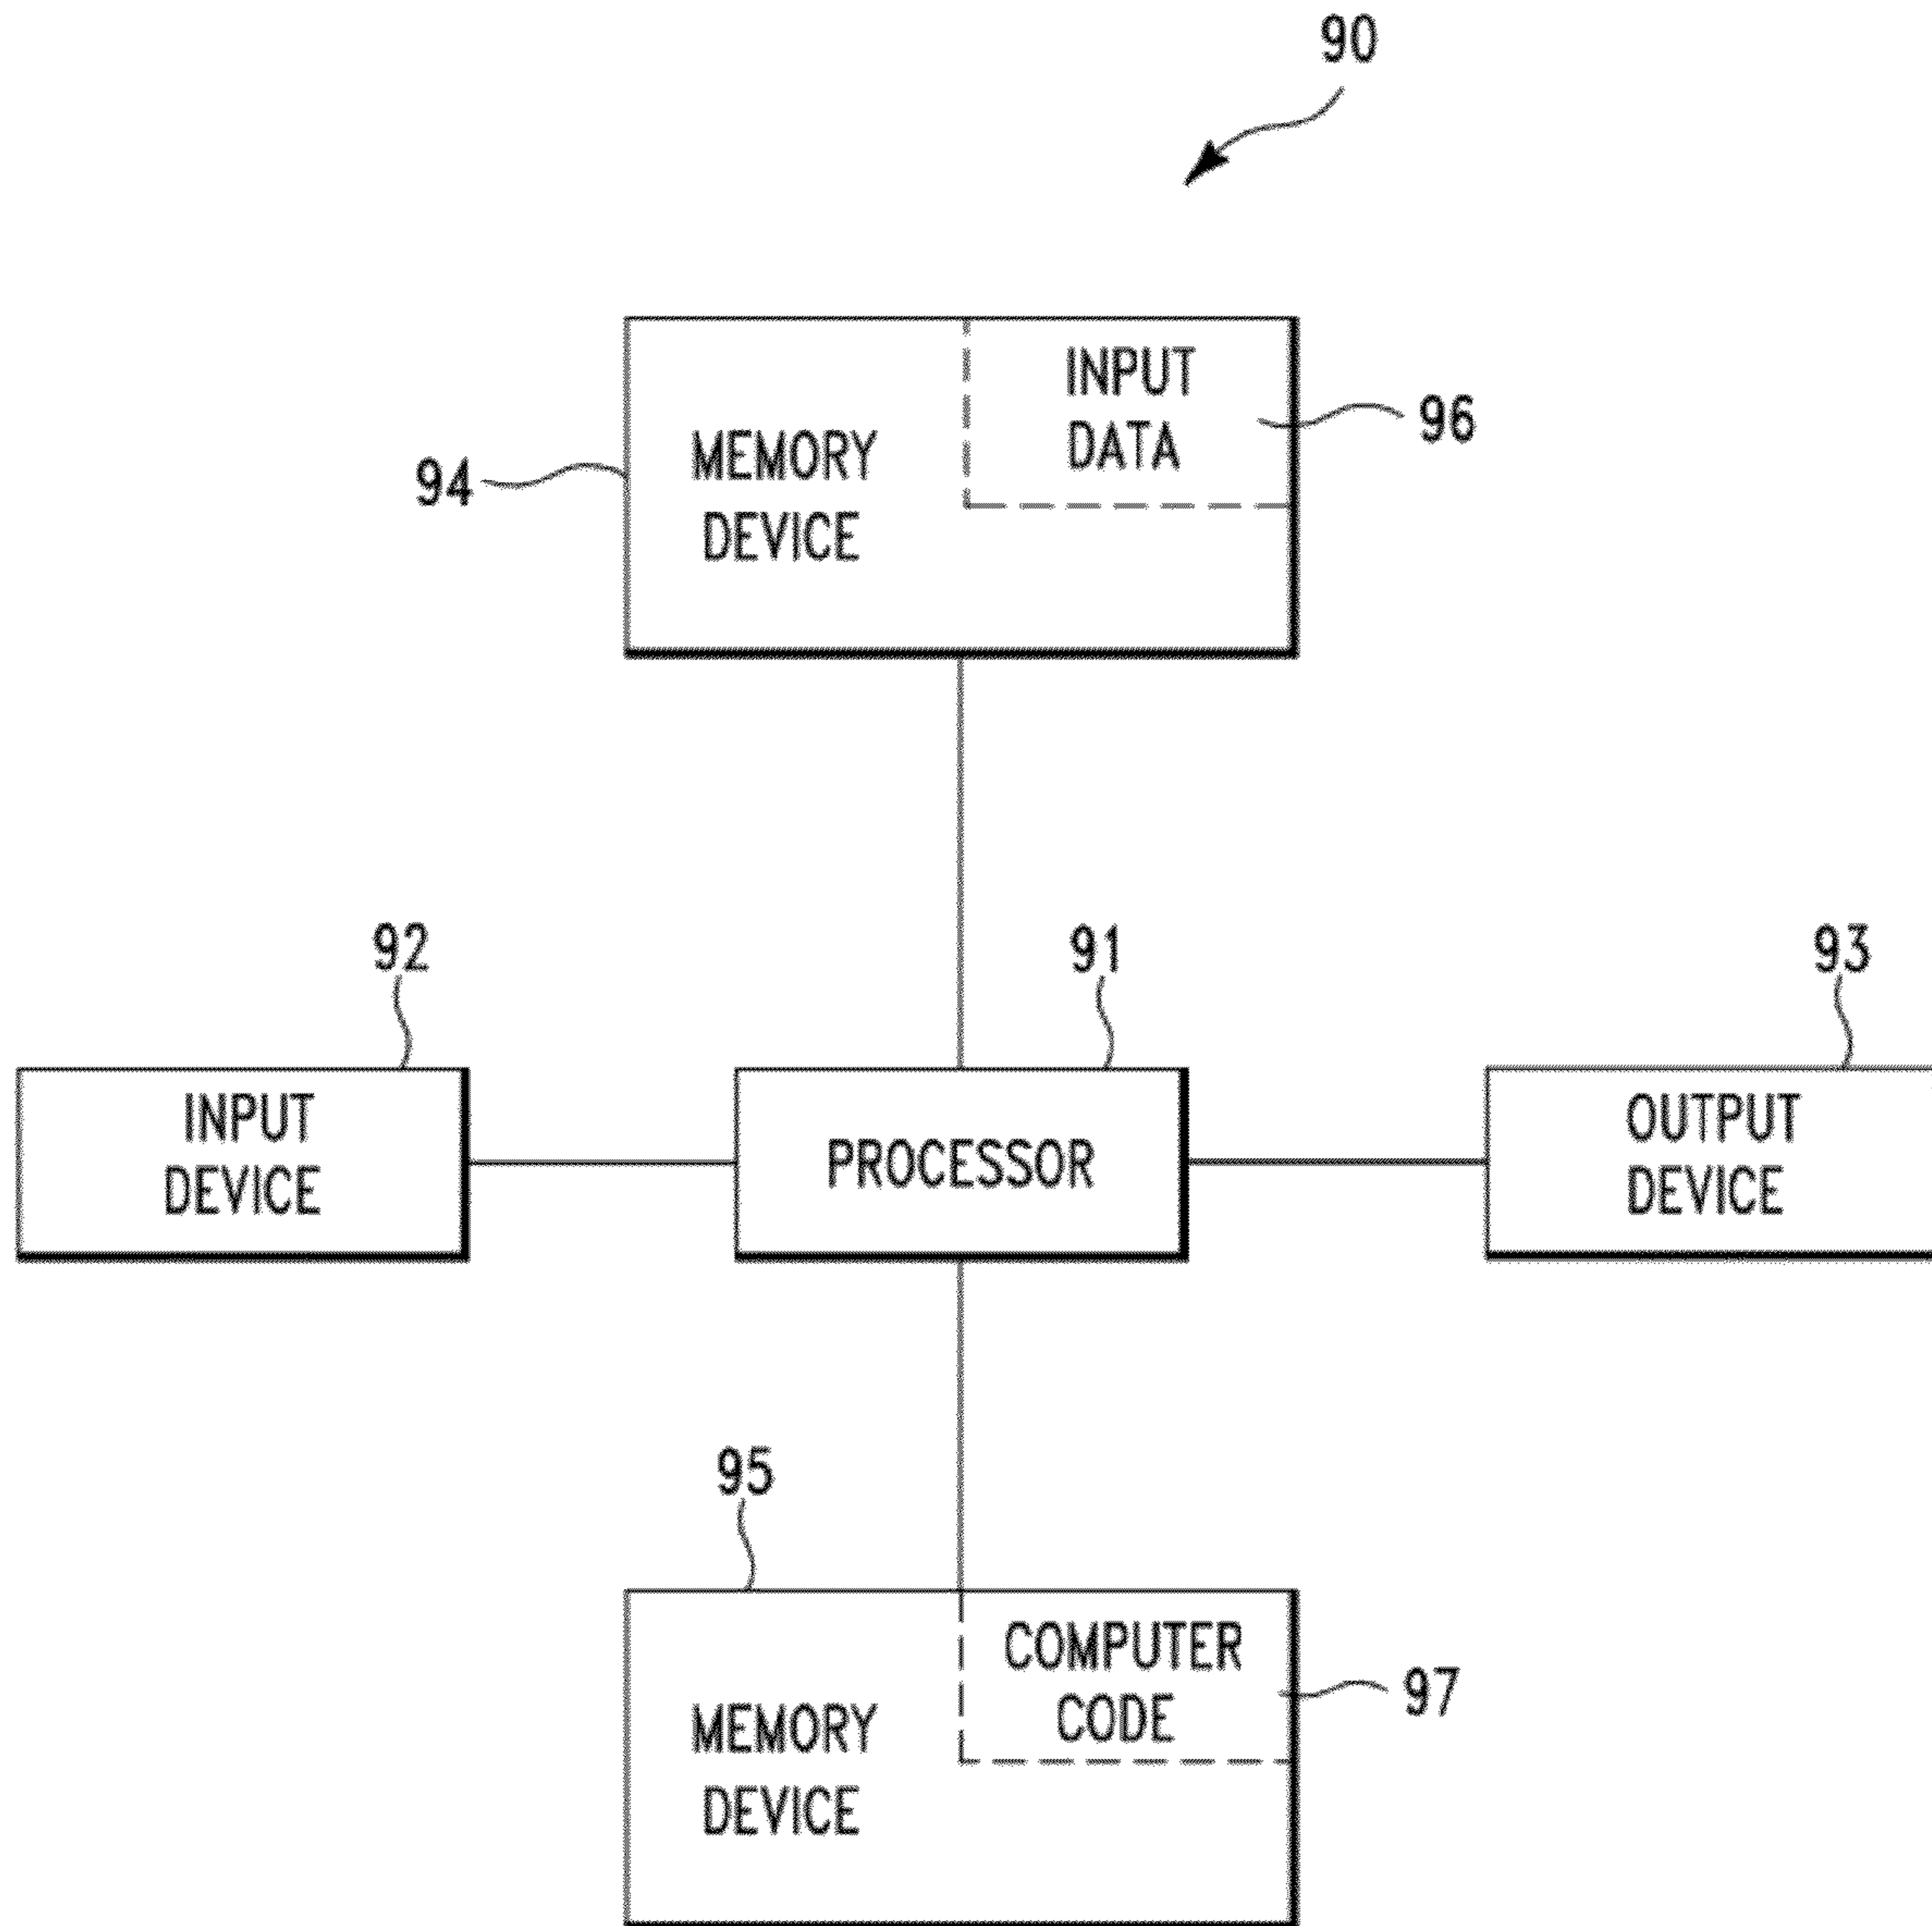 90
INPUT
DATA
96
MEMORY
DEVICE
94
92
91
93
INPUT
DEVICE
PROCESSOR
OUTPUT
DEVICE
95
COMPUTER
CODE
97
MEMORY
DEVICE